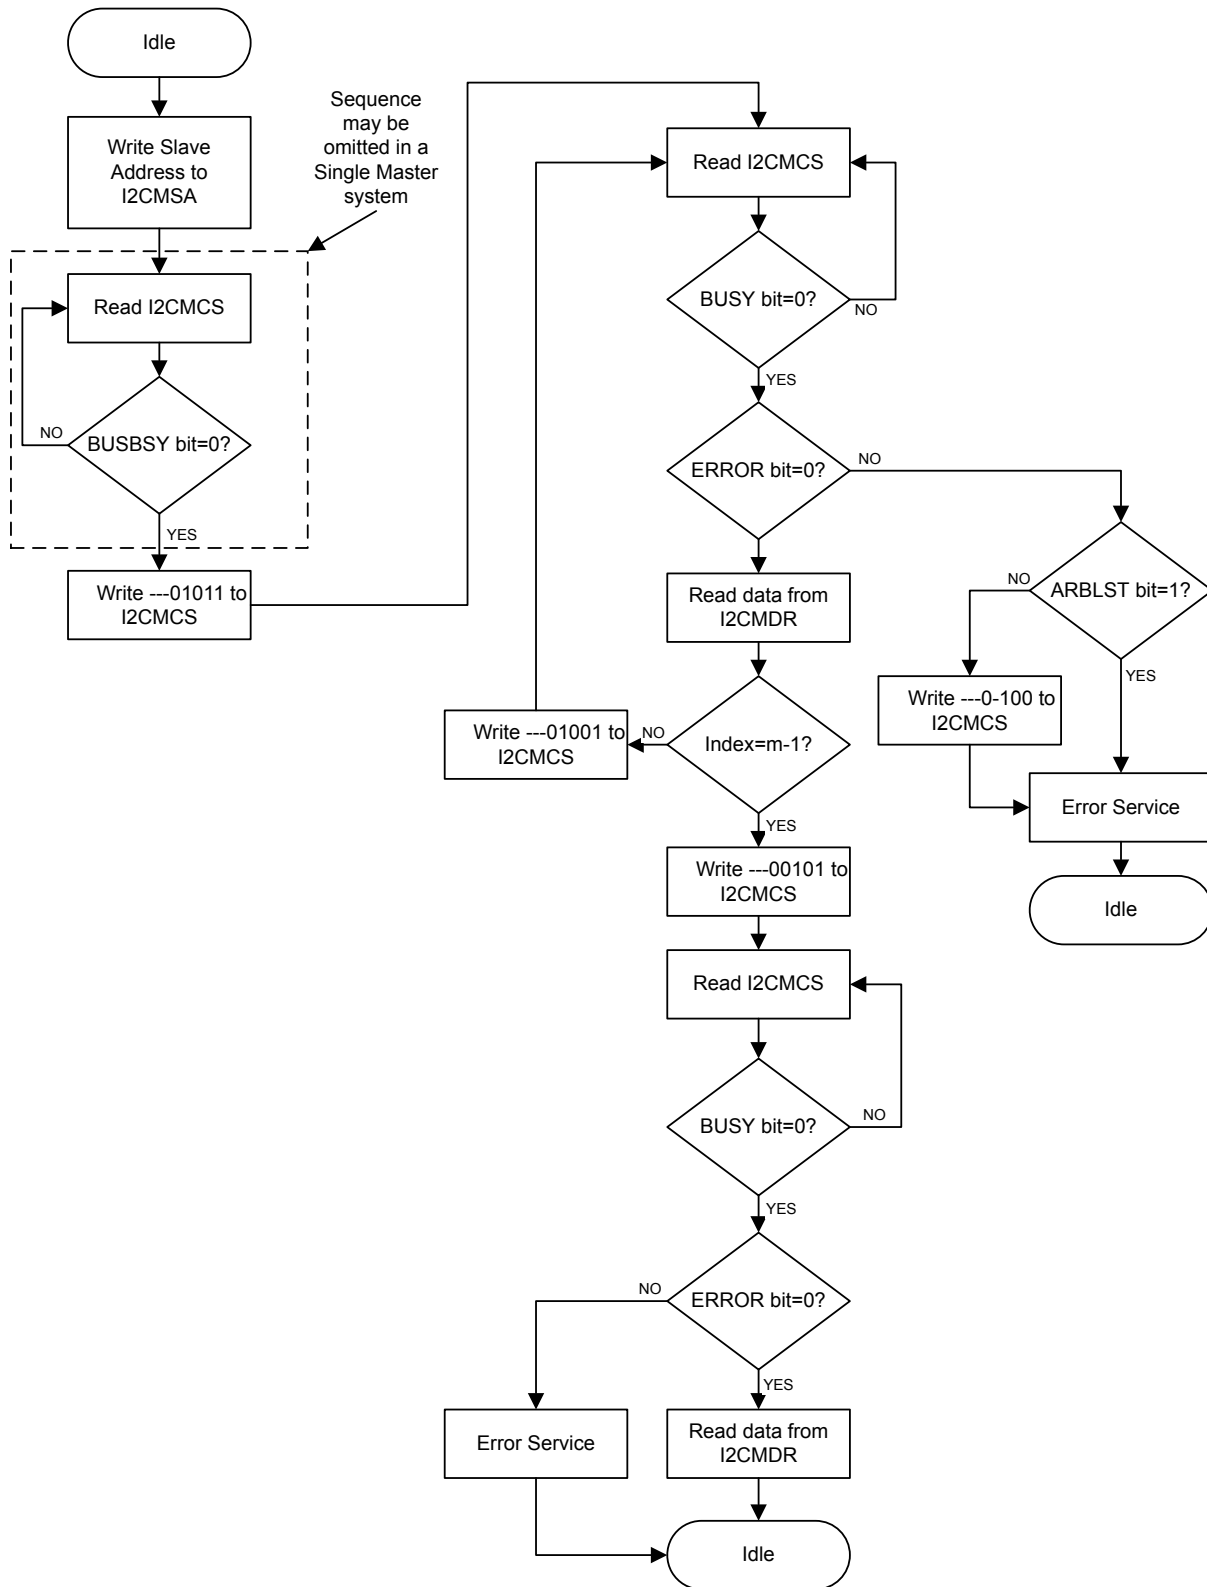 Idle
Write Slave
Address to
I2CMSA
Sequence
may be
omitted in a
Single Master
system
Read I2CMCS
BUSBSY bit=0?
NO
YES
Write ---01011 to
I2CMCS
Read I2CMCS
BUSY bit=0?
NO
YES
ERROR bit=0?
NO
ARBLST bit=1?
NO
YES
Write ---0-100 to
I2CMCS
Error Service
Idle
Read data from
I2CMDR
Index=m-1?
NO
Write ---01001 to
I2CMCS
YES
Write ---00101 to
I2CMCS
Read I2CMCS
BUSY bit=0?
NO
YES
ERROR bit=0?
NO
YES
Error Service
Read data from
I2CMDR
Idle